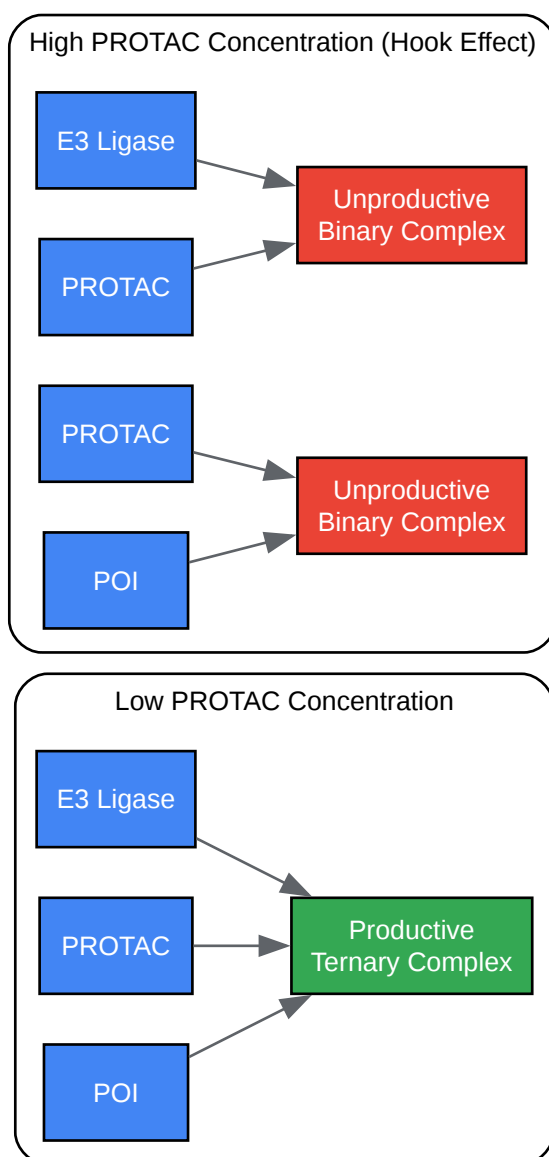 High PROTAC Concentration (Hook Effect)
E3 Ligase
PROTAC
Unproductive
Binary Complex
PROTAC
POI
Unproductive
Binary Complex
Low PROTAC Concentration
E3 Ligase
PROTAC
POI
Productive
Ternary Complex